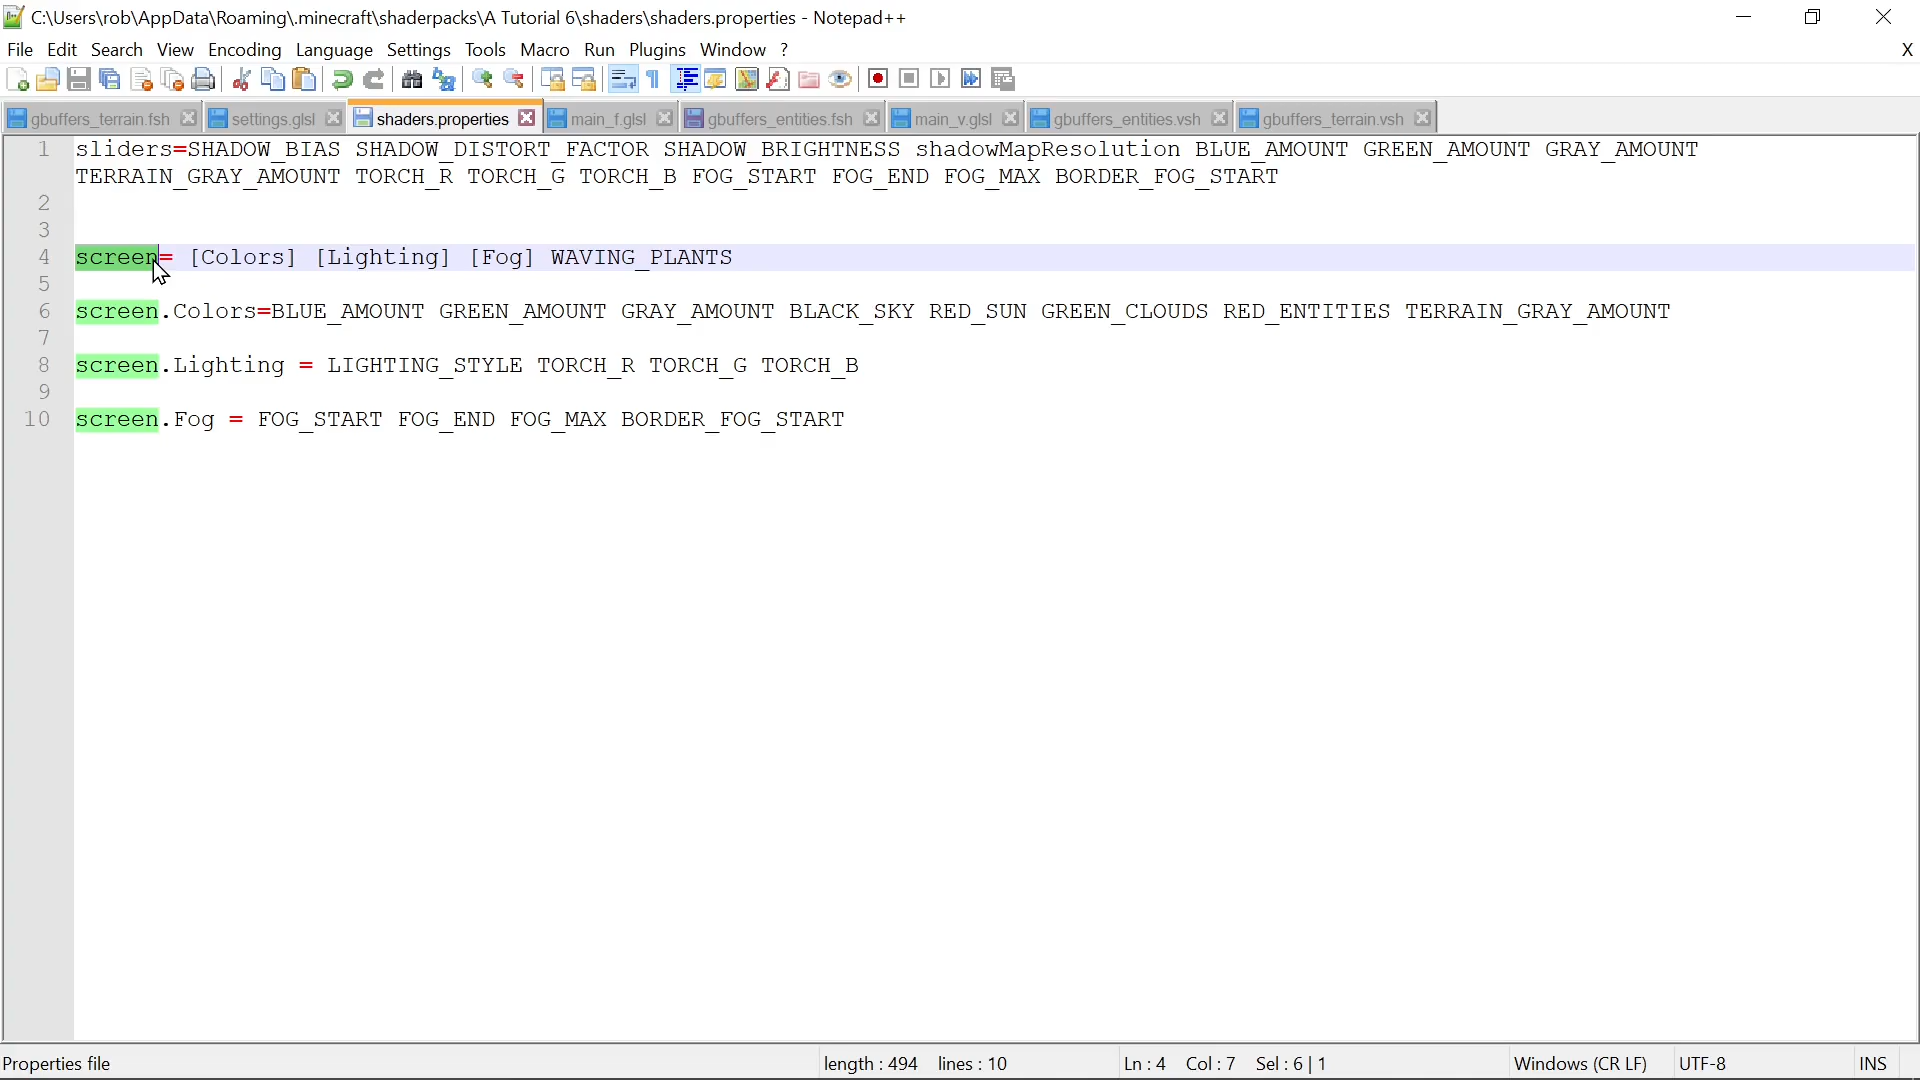 C:\Users\rob\AppData\Roaming\.minecraft\shaderpacks\A Tutorial 6\shaders\shaders.properties - Notepad++
File Edit Search View Encoding Language Settings Tools Macro Run Plugins Window ? X
gbuffers_terrain.fsh settings.glsl shaders.properties main_f.glsl gbuffers_entities.fsh main_v.glsl gbuffers_entities.vsh gbuffers_terrain.vsh
1 sliders=SHADOW_BIAS SHADOW_DISTORT_FACTOR SHADOW_BRIGHTNESS shadowMapResolution BLUE_AMOUNT GREEN_AMOUNT GRAY_AMOUNT
TERRAIN_GRAY_AMOUNT TORCH_R TORCH_G TORCH_B FOG_START FOG_END FOG_MAX BORDER_FOG_START
2
3
4 screen= [Colors] [Lighting] [Fog] WAVING_PLANTS
5
6 screen.Colors=BLUE_AMOUNT GREEN_AMOUNT GRAY_AMOUNT BLACK_SKY RED_SUN GREEN_CLOUDS RED_ENTITIES TERRAIN_GRAY_AMOUNT
7
8 screen.Lighting = LIGHTING_STYLE TORCH_R TORCH_G TORCH_B
9
10 screen.Fog = FOG_START FOG_END FOG_MAX BORDER_FOG_START
Properties file length : 494 lines : 10 Ln : 4 Col : 7 Sel : 6 | 1 Windows (CR LF) UTF-8 INS